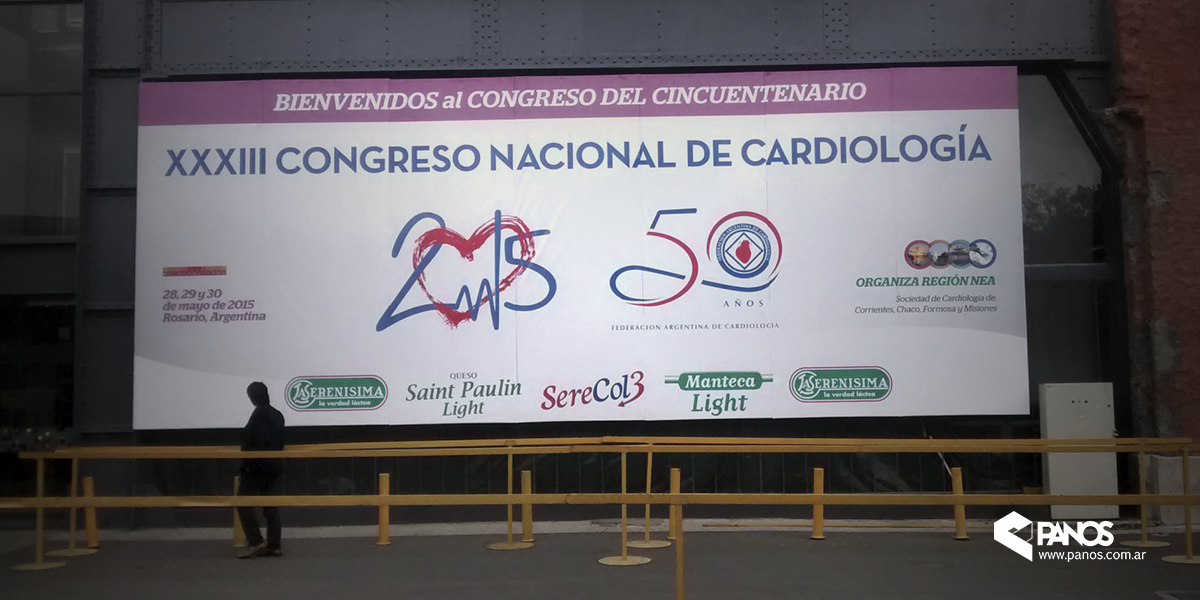 BIENVENIDOS al CONGRESO DEL CINCUENTENARIO
XXXIII CONGRESO NACIONAL DE CARDIOLOGÍA
2015
50
AÑOS
FEDERACION ARGENTINA DE CARDIOLOGIA
28, 29 y 30
de mayo de 2015
Rosario, Argentina
ORGANIZA REGIÓN NEA
Sociedad de Cardiología de:
Corrientes, Chaco, Formosa y Misiones
LA SERENISIMA
la verdad láctea
QUESO
Saint Paulin
Light
SereCol3
Manteca
Light
LA SERENISIMA
la verdad láctea
PANOS
www.panos.com.ar